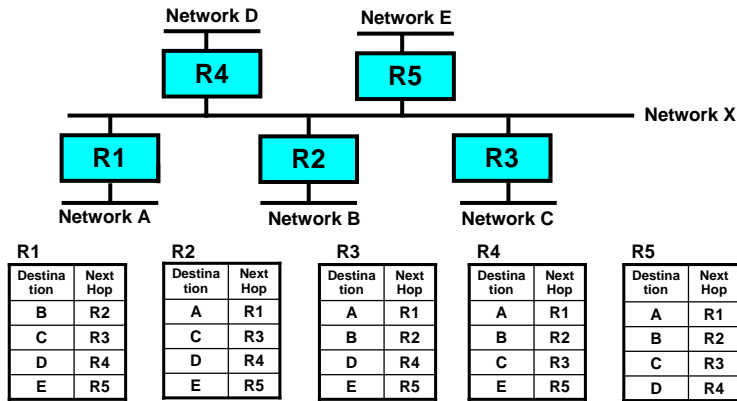 Network D
Network E
R4
R5
Network X
R1
R2
R3
Network A
Network B
Network C
R1
Destina
tion
Next
Hop
B
R2
C
R3
D
R4
E
R5
R2
Destina
tion
Next
Hop
A
R1
C
R3
D
R4
E
R5
R3
Destina
tion
Next
Hop
A
R1
B
R2
D
R4
E
R5
R4
Destina
tion
Next
Hop
A
R1
B
R2
C
R3
E
R5
R5
Destina
tion
Next
Hop
A
R1
B
R2
C
R3
D
R4